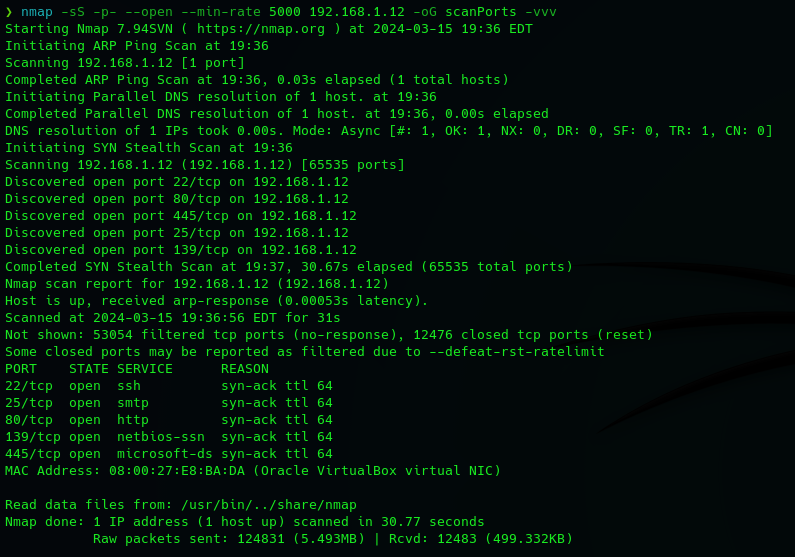 ❯ nmap -sS -p- --open --min-rate 5000 192.168.1.12 -oG scanPorts -vvv
Starting Nmap 7.94SVN ( https://nmap.org ) at 2024-03-15 19:36 EDT
Initiating ARP Ping Scan at 19:36
Scanning 192.168.1.12 [1 port]
Completed ARP Ping Scan at 19:36, 0.03s elapsed (1 total hosts)
Initiating Parallel DNS resolution of 1 host. at 19:36
Completed Parallel DNS resolution of 1 host. at 19:36, 0.00s elapsed
DNS resolution of 1 IPs took 0.00s. Mode: Async [#: 1, OK: 1, NX: 0, DR: 0, SF: 0, TR: 1, CN: 0]
Initiating SYN Stealth Scan at 19:36
Scanning 192.168.1.12 (192.168.1.12) [65535 ports]
Discovered open port 22/tcp on 192.168.1.12
Discovered open port 80/tcp on 192.168.1.12
Discovered open port 445/tcp on 192.168.1.12
Discovered open port 25/tcp on 192.168.1.12
Discovered open port 139/tcp on 192.168.1.12
Completed SYN Stealth Scan at 19:37, 30.67s elapsed (65535 total ports)
Nmap scan report for 192.168.1.12 (192.168.1.12)
Host is up, received arp-response (0.00053s latency).
Scanned at 2024-03-15 19:36:56 EDT for 31s
Not shown: 53054 filtered tcp ports (no-response), 12476 closed tcp ports (reset)
Some closed ports may be reported as filtered due to --defeat-rst-ratelimit
PORT    STATE SERVICE      REASON
22/tcp  open  ssh          syn-ack ttl 64
25/tcp  open  smtp         syn-ack ttl 64
80/tcp  open  http         syn-ack ttl 64
139/tcp open  netbios-ssn  syn-ack ttl 64
445/tcp open  microsoft-ds syn-ack ttl 64
MAC Address: 08:00:27:E8:BA:DA (Oracle VirtualBox virtual NIC)
Read data files from: /usr/bin/../share/nmap
Nmap done: 1 IP address (1 host up) scanned in 30.77 seconds
           Raw packets sent: 124831 (5.493MB) | Rcvd: 12483 (499.332KB)